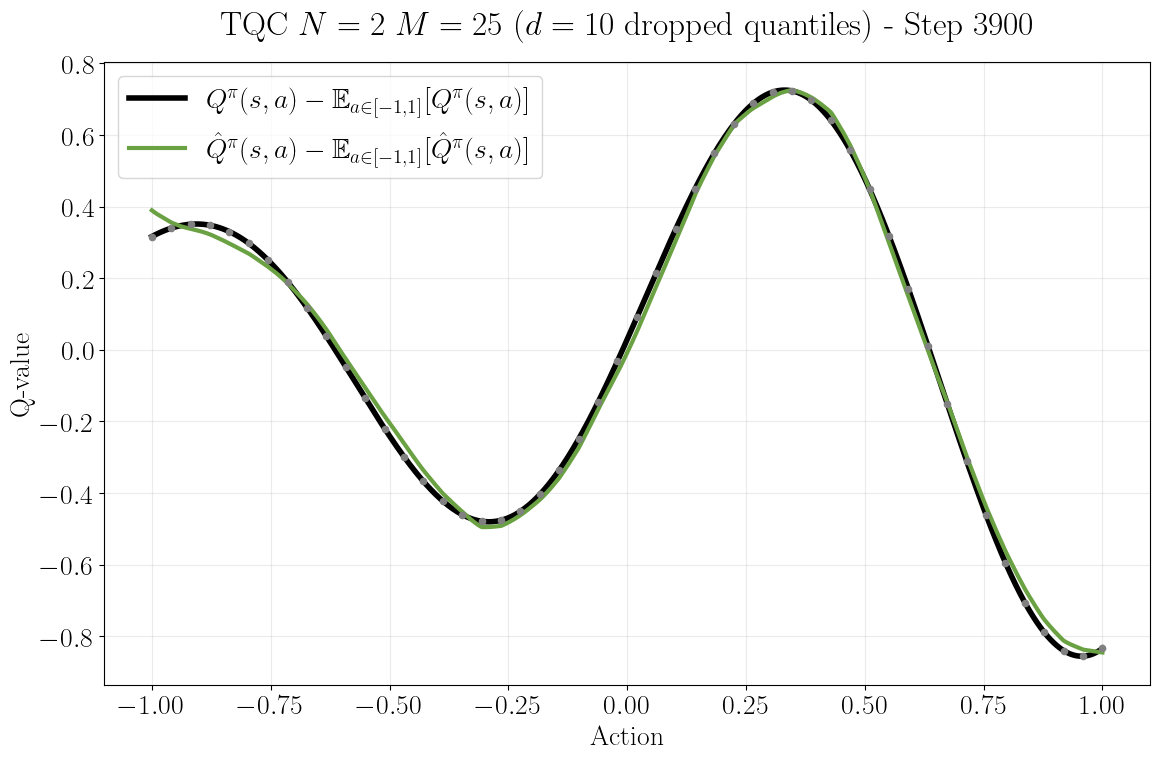 TQC N = 2 M = 25 (d = 10 dropped quantiles) - Step 3900
Q^π(s, a) − 𝔼_{a∈[−1,1]}[Q^π(s, a)]
Q̂^π(s, a) − 𝔼_{a∈[−1,1]}[Q̂^π(s, a)]
0.8
0.6
0.4
0.2
0.0
−0.2
−0.4
−0.6
−0.8
Q-value
−1.00 −0.75 −0.50 −0.25 0.00 0.25 0.50 0.75 1.00
Action